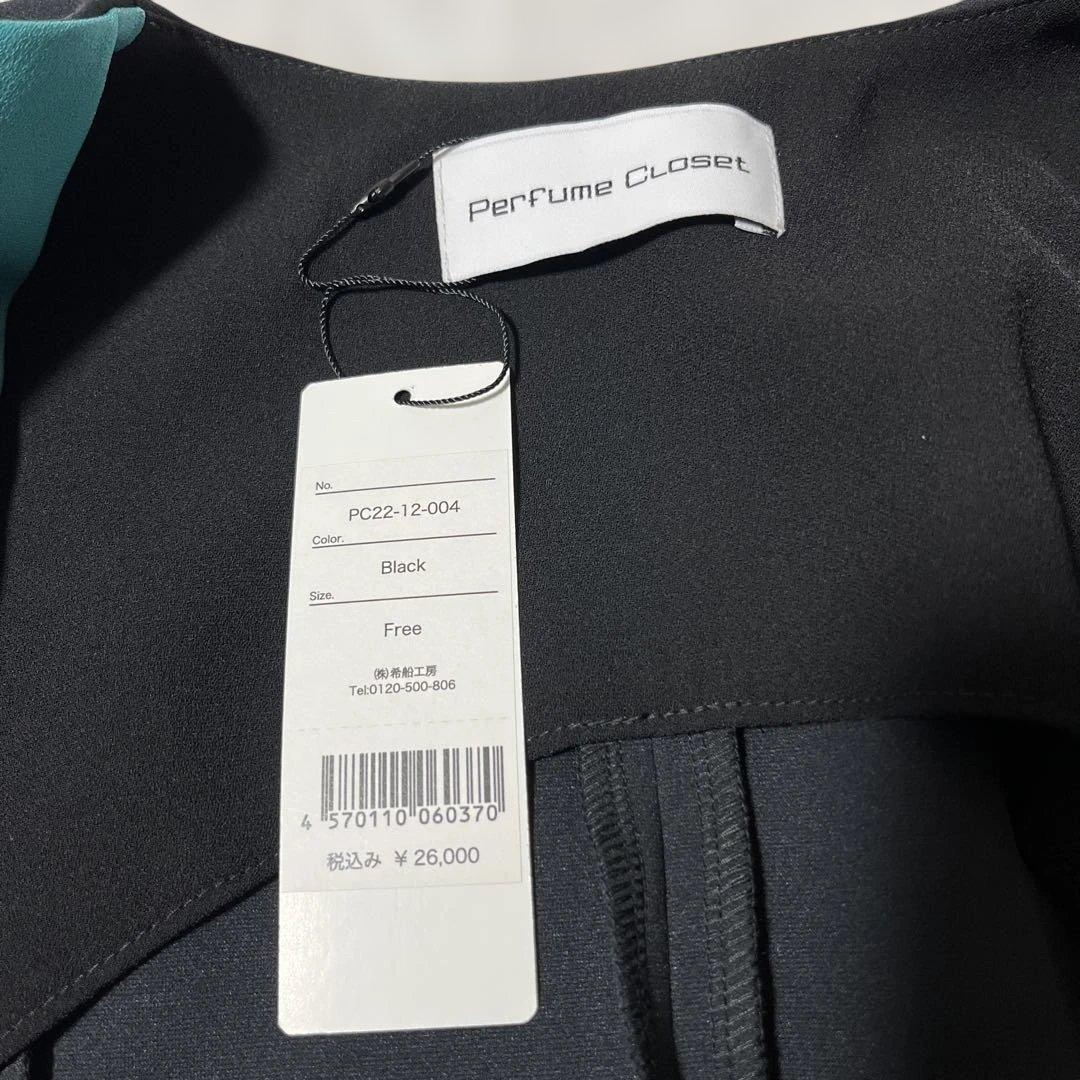 Perfume Closet
No.
PC22-12-004
Color.
Black
Size.
Free
㈱希船工房
Tel:0120-500-806
4 570110 060370
税込み ¥ 26,000